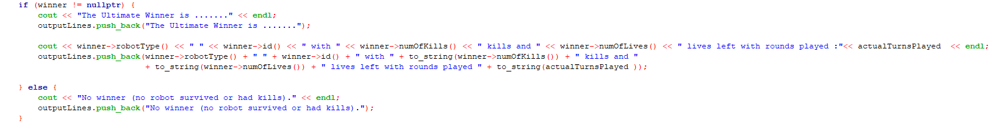 if (winner != nullptr) {
    cout << "The Ultimate Winner is ......." << endl;
    outputLines.push_back("The Ultimate Winner is .......");

    cout << winner->robotType() << " " << winner->id() << " with " << winner->numOfKills() << " kills and " << winner->numOfLives() << " lives left with rounds played :"<< actualTurnsPlayed  << endl;
    outputLines.push_back(winner->robotType() + " " + winner->id() + " with " + to_string(winner->numOfKills()) + " kills and "
                          + to_string(winner->numOfLives()) + " lives left with rounds played " + to_string(actualTurnsPlayed ));

} else {
    cout << "No winner (no robot survived or had kills)." << endl;
    outputLines.push_back("No winner (no robot survived or had kills).");
}